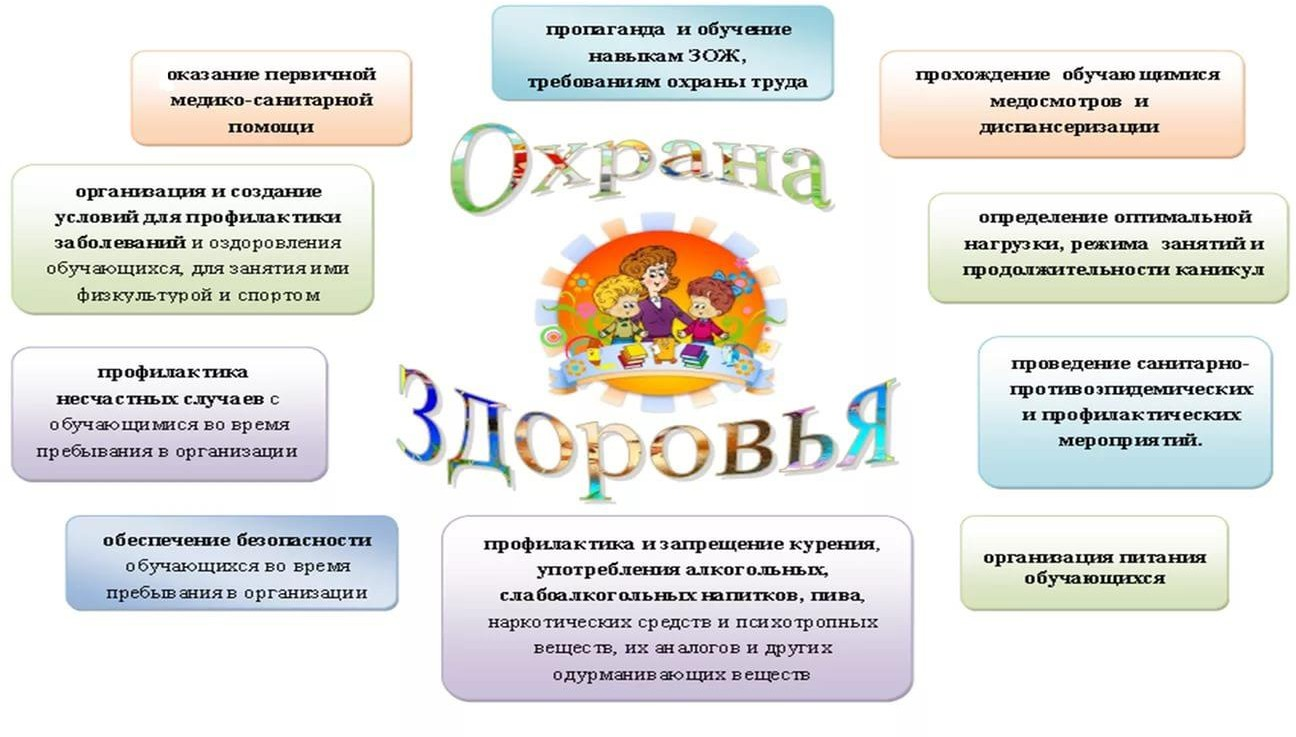 пропаганда и обучение
навыкам ЗОЖ,
требованиям охраны труда
оказание первичной
медико-санитарной
помощи
прохождение обучающимися
медосмотров и
диспансеризации
Охрана
организация и создание
условий для профилактики
заболеваний и оздоровления
обучающихся, для занятия ими
физкультурой и спортом
определение оптимальной
нагрузки, режима занятий и
продолжительности каникул
профилактика
несчастных случаев с
обучающимися во время
пребывания в организации
проведение санитарно-
противоэпидемических
и профилактических
мероприятий.
Здоровья
обеспечение безопасности
обучающихся во время
пребывания в организации
профилактика и запрещение курения,
употребления алкогольных,
слабоалкогольных напитков, пива,
наркотических средств и психотропных
веществ, их аналогов и других
одурманивающих веществ
организация питания
обучающихся